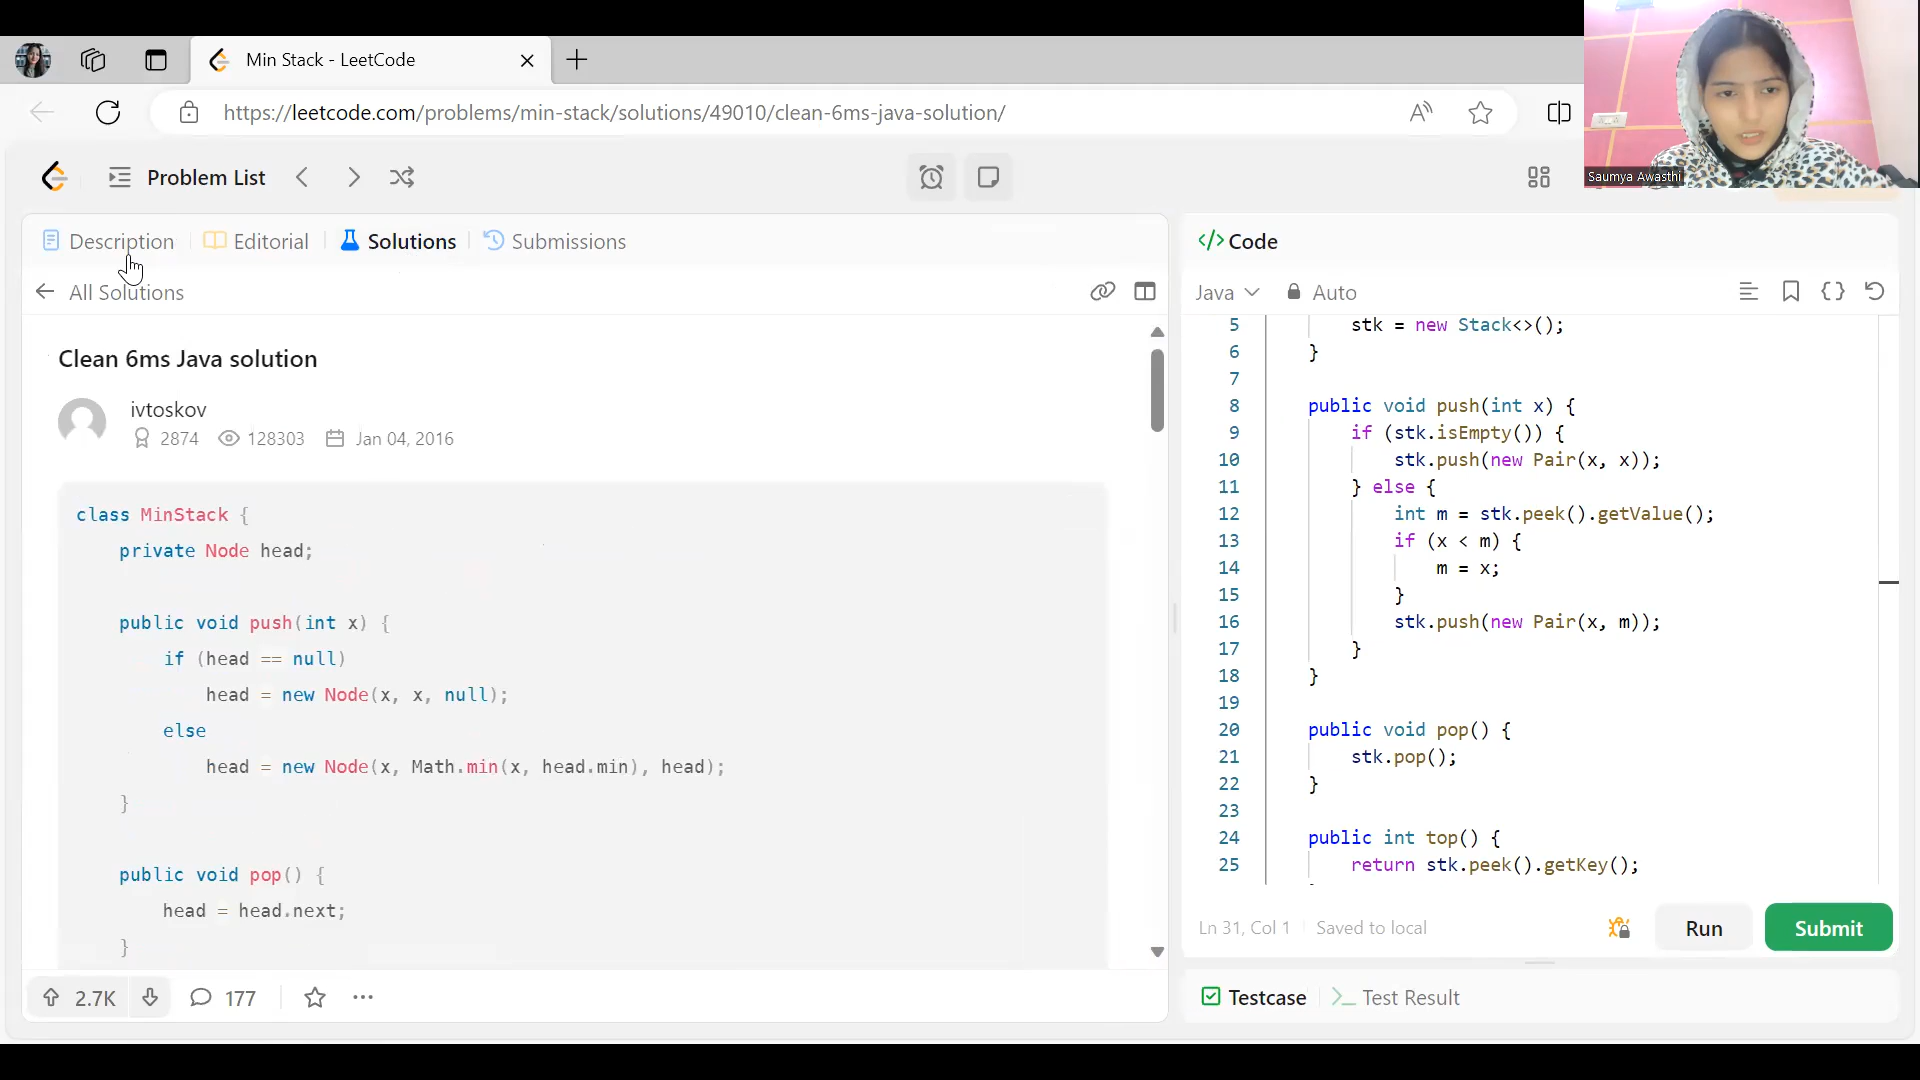 Min Stack - LeetCode
https://leetcode.com/problems/min-stack/solutions/49010/clean-6ms-java-solution/
Saumya Awasthi
Problem List
Description
Editorial
Solutions
Submissions
All Solutions
Clean 6ms Java solution
ivtoskov
2874
128303
Jan 04, 2016
class MinStack {
private Node head;
public void push(int x) {
if (head == null)
head = new Node(x, x, null);
else
head = new Node(x, Math.min(x, head.min), head);
}
public void pop() {
head = head.next;
}
2.7K
177
</> Code
Java
Auto
5 stk = new Stack<>();
6 }
7
8 public void push(int x) {
9 if (stk.isEmpty()) {
10 stk.push(new Pair(x, x));
11 } else {
12 int m = stk.peek().getValue();
13 if (x < m) {
14 m = x;
15 }
16 stk.push(new Pair(x, m));
17 }
18 }
19
20 public void pop() {
21 stk.pop();
22 }
23
24 public int top() {
25 return stk.peek().getKey();
Ln 31, Col 1
Saved to local
Run
Submit
Testcase
Test Result